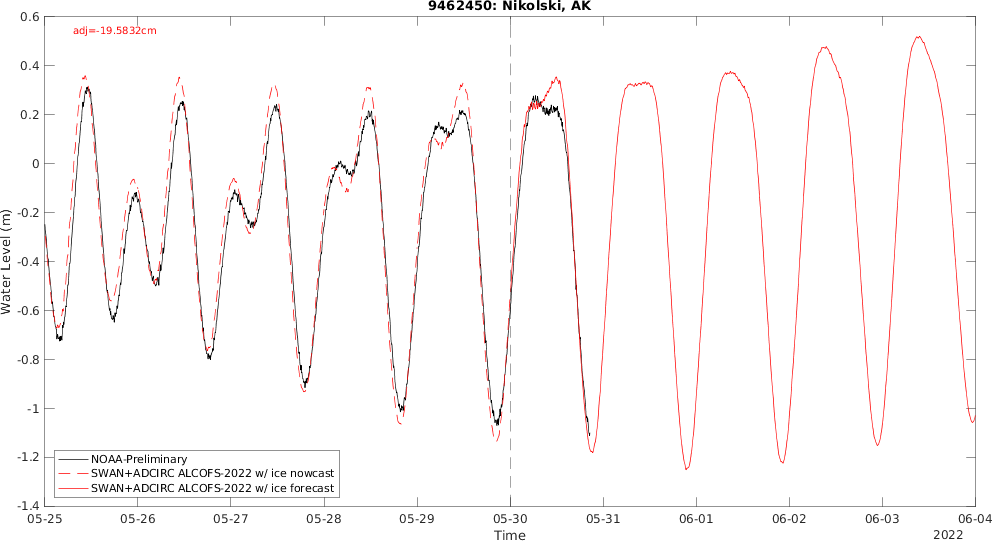 9462450: Nikolski, AK
adj=-19.5832cm
0.6
0.4
0.2
0
-0.2
-0.4
-0.6
-0.8
-1
-1.2
-1.4
Water Level (m)
NOAA-Preliminary
SWAN+ADCIRC ALCOFS-2022 w/ ice nowcast
SWAN+ADCIRC ALCOFS-2022 w/ ice forecast
05-25 05-26 05-27 05-28 05-29 05-30 05-31 06-01 06-02 06-03 06-04
Time
2022